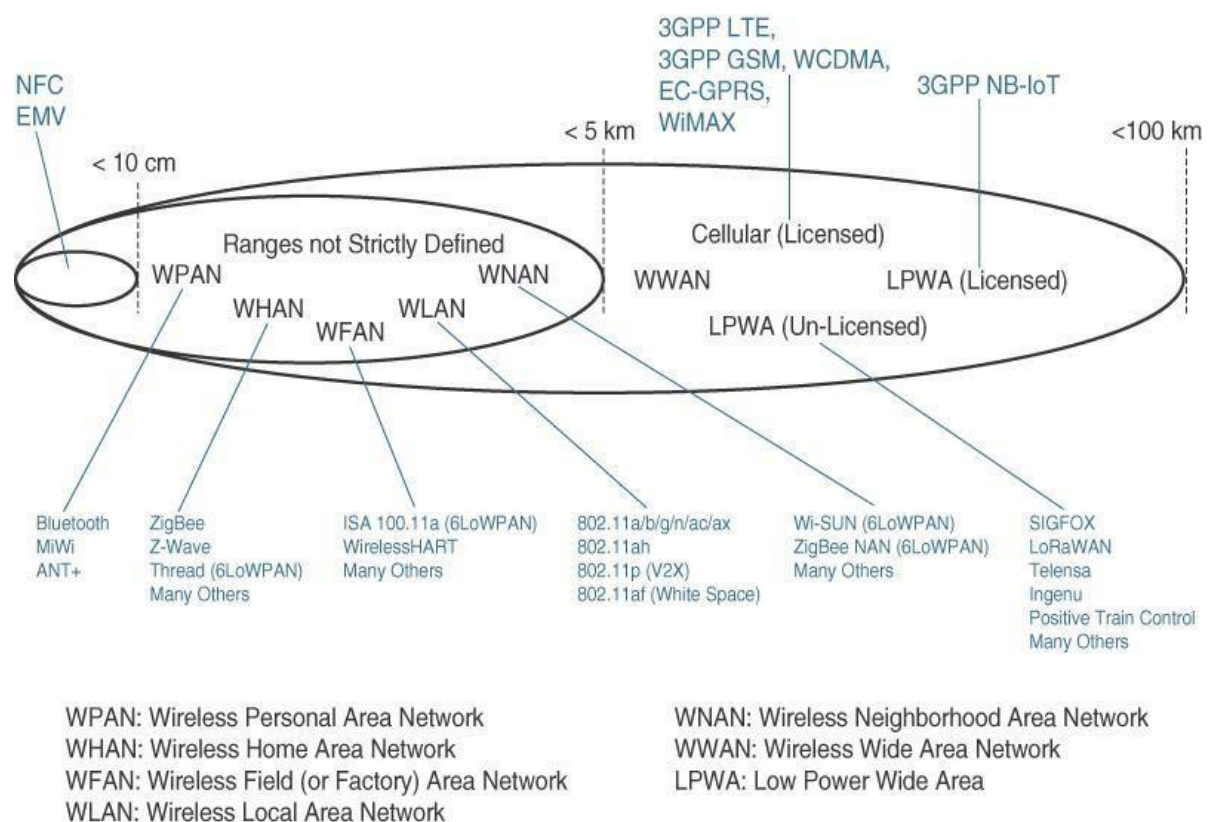 3GPP LTE,
3GPP GSM, WCDMA,
EC-GPRS,
WiMAX
3GPP NB-IoT
NFC
EMV
< 10 cm
< 5 km
<100 km
Ranges not Strictly Defined
Cellular (Licensed)
WPAN
WHAN
WFAN
WLAN
WNAN
WWAN
LPWA (Licensed)
LPWA (Un-Licensed)
Bluetooth
MiWi
ANT+
ZigBee
Z-Wave
Thread (6LoWPAN)
Many Others
ISA 100.11a (6LoWPAN)
WirelessHART
Many Others
802.11a/b/g/n/ac/ax
802.11ah
802.11p (V2X)
802.11af (White Space)
Wi-SUN (6LoWPAN)
ZigBee NAN (6LoWPAN)
Many Others
SIGFOX
LoRaWAN
Telensa
Ingenu
Positive Train Control
Many Others
WPAN: Wireless Personal Area Network
WHAN: Wireless Home Area Network
WFAN: Wireless Field (or Factory) Area Network
WLAN: Wireless Local Area Network
WNAN: Wireless Neighborhood Area Network
WWAN: Wireless Wide Area Network
LPWA: Low Power Wide Area